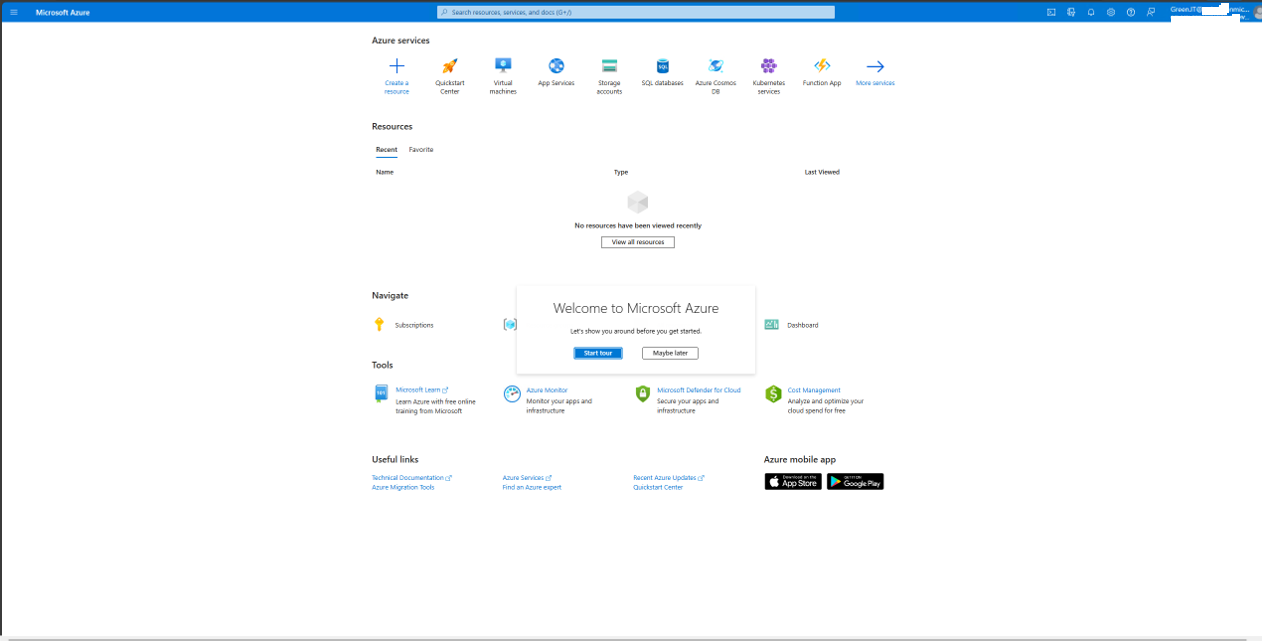 Microsoft Azure
Search resources, services, and docs (G+/)
Azure services
Create a resource
Quickstart Center
Virtual machines
App Services
Storage accounts
SQL databases
Azure Cosmos DB
Kubernetes services
Function App
More services
Resources
Recent Favorite
Name Type Last Viewed
No resources have been viewed recently
View all resources
Navigate
Subscriptions
Dashboard
Welcome to Microsoft Azure
Let's show you around before you get started.
Start tour Maybe later
Tools
Microsoft Learn
Learn Azure with free online
training from Microsoft
Azure Monitor
Monitor your apps and
infrastructure
Microsoft Defender for Cloud
Secure your apps and
infrastructure
Cost Management
Analyze and optimize your
cloud spend for free
Useful links
Technical Documentation Azure Services Recent Azure Updates
Azure Migration Tools Find an Azure expert Quickstart Center
Azure mobile app
Download on the
App Store
GET IT ON
Google Play